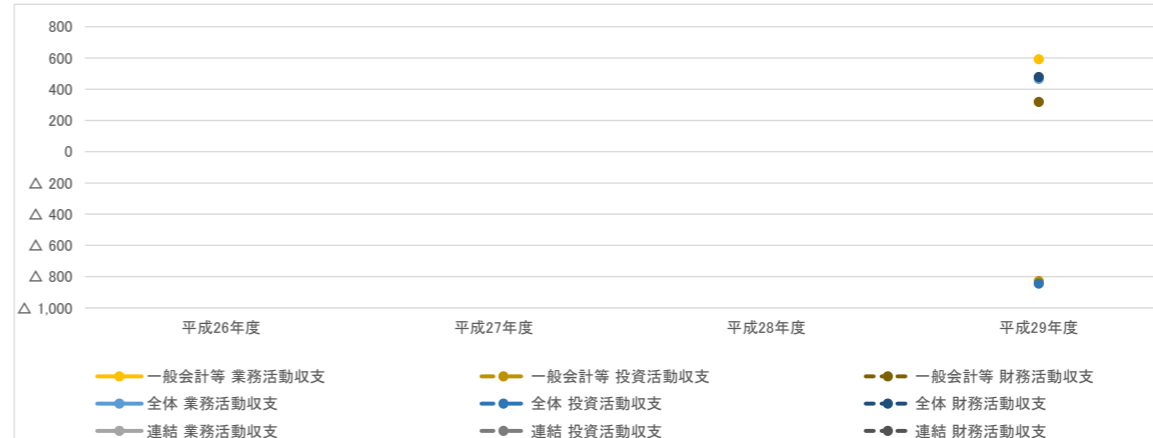 800
600
400
200
0
△ 200
△ 400
△ 600
△ 800
△ 1,000
平成26年度 平成27年度 平成28年度 平成29年度
一般会計等 業務活動収支 一般会計等 投資活動収支 一般会計等 財務活動収支
全体 業務活動収支 全体 投資活動収支 全体 財務活動収支
連結 業務活動収支 連結 投資活動収支 連結 財務活動収支